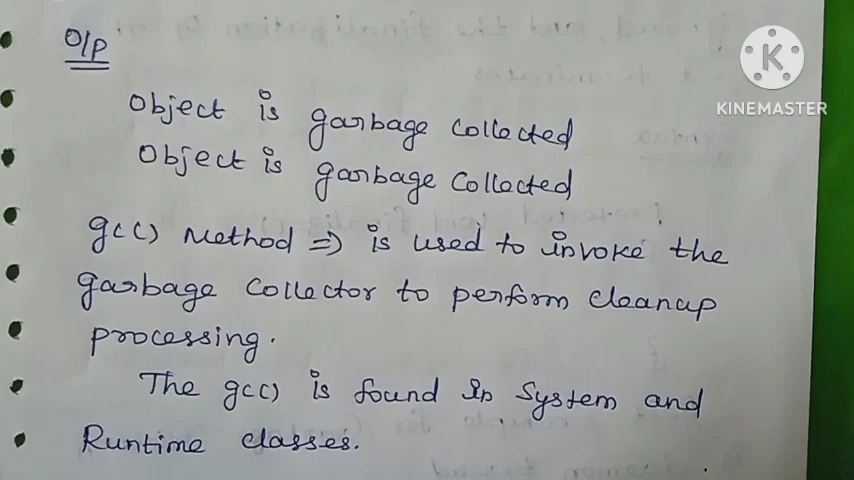 O/P
KINEMASTER
Object is garbage collected
Object is garbage collected
gc() Method => is used to invoke the
garbage collector to perform cleanup
processing.
The gc() is found in System and
Runtime classes.